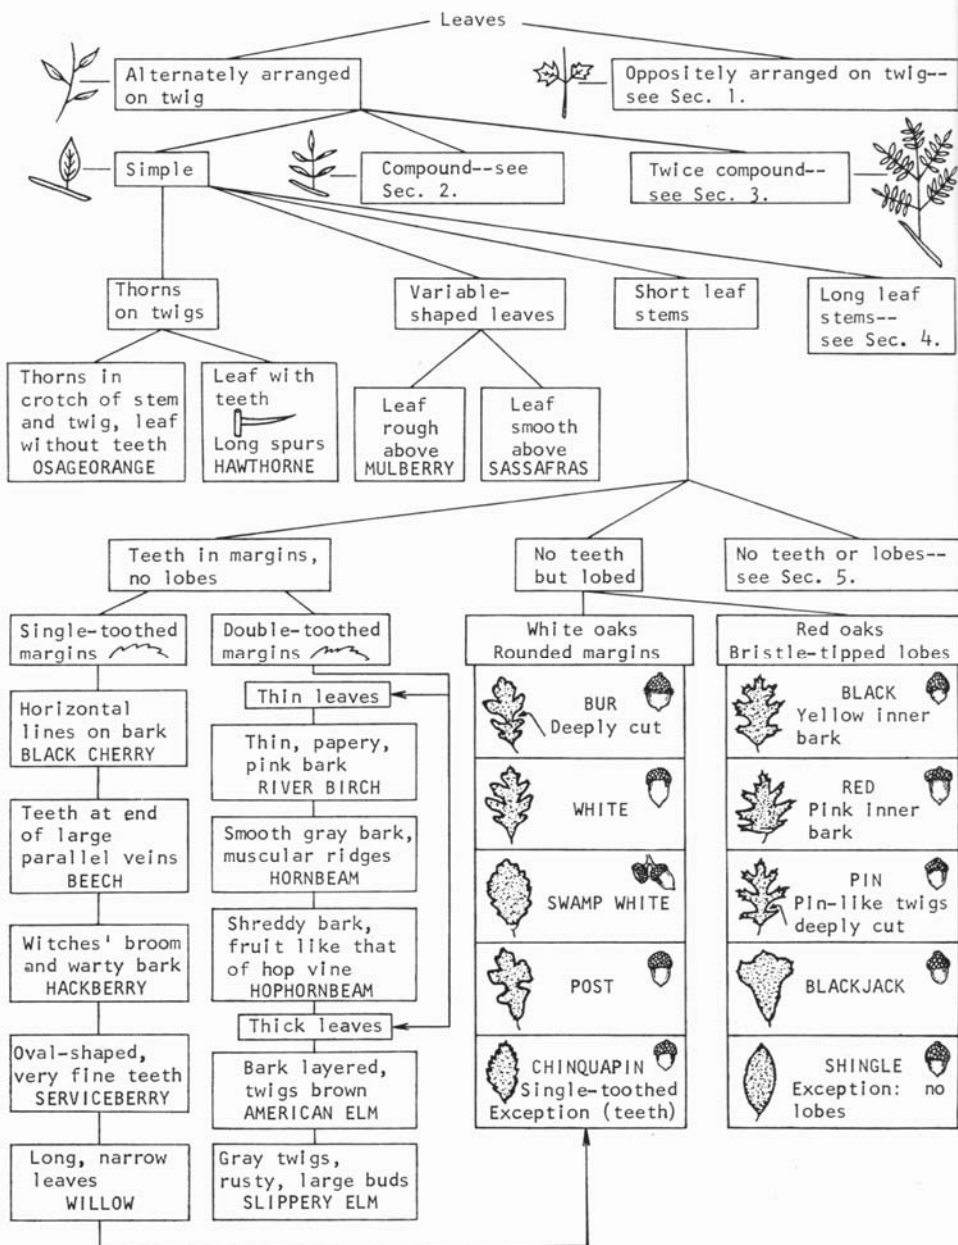 Leaves
Alternately arranged
on twig
Oppositely arranged on twig--
see Sec. 1.
Simple
Compound--see
Sec. 2.
Twice compound--
see Sec. 3.
Thorns
on twigs
Variable-
shaped leaves
Short leaf
stems
Long leaf
stems--
see Sec. 4.
Thorns in
crotch of stem
and twig, leaf
without teeth
OSAGEORANGE
Leaf with
teeth
Long spurs
HAWTHORNE
Leaf
rough
above
MULBERRY
Leaf
smooth
above
SASSAFRAS
Teeth in margins,
no lobes
No teeth
but lobed
No teeth or lobes--
see Sec. 5.
Single-toothed
margins
Double-toothed
margins
White oaks
Rounded margins
Red oaks
Bristle-tipped lobes
Horizontal
lines on bark
BLACK CHERRY
Teeth at end
of large
parallel veins
BEECH
Witches' broom
and warty bark
HACKBERRY
Oval-shaped,
very fine teeth
SERVICEBERRY
Long, narrow
leaves
WILLOW
Thin leaves
Thin, papery,
pink bark
RIVER BIRCH
Smooth gray bark,
muscular ridges
HORNBEAM
Shreddy bark,
fruit like that
of hop vine
HOPHORNBEAM
Thick leaves
Bark layered,
twigs brown
AMERICAN ELM
Gray twigs,
rusty, large buds
SLIPPERY ELM
BUR
Deeply cut
WHITE
SWAMP WHITE
POST
CHINQUAPIN
Single-toothed
Exception (teeth)
BLACK
Yellow inner
bark
RED
Pink inner
bark
PIN
Pin-like twigs
deeply cut
BLACKJACK
SHINGLE
Exception: no
lobes